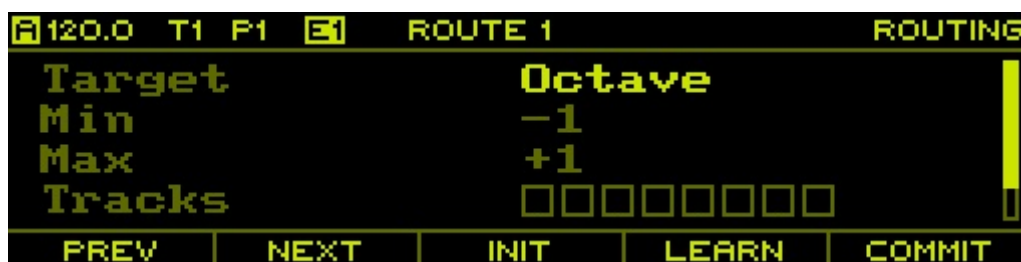 A 120.0 T1 P1 E1 ROUTE 1 ROUTING
Target Octave
Min -1
Max +1
Tracks
PREV NEXT INIT LEARN COMMIT